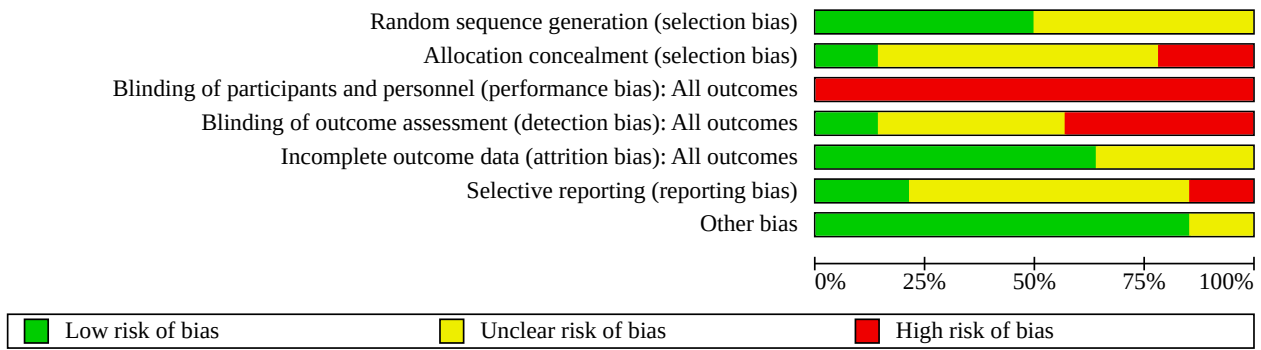 Random sequence generation (selection bias)
Allocation concealment (selection bias)
Blinding of participants and personnel (performance bias): All outcomes
Blinding of outcome assessment (detection bias): All outcomes
Incomplete outcome data (attrition bias): All outcomes
Selective reporting (reporting bias)
Other bias
0% 25% 50% 75% 100%
Low risk of bias Unclear risk of bias High risk of bias